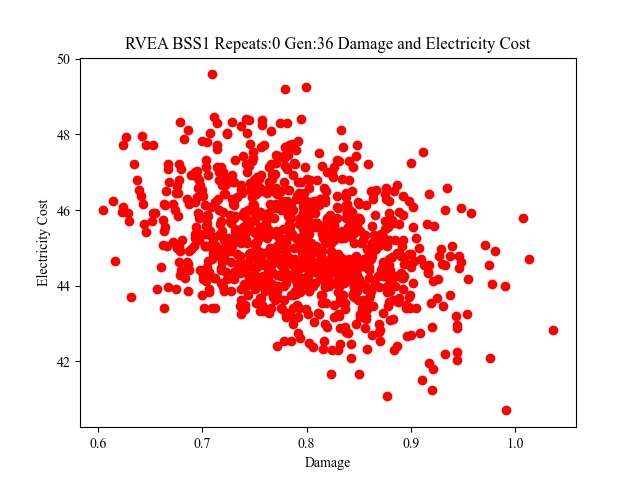 RVEA BSS1 Repeats:0 Gen:36 Damage and Electricity Cost
50
48
46
44
42
Electricity Cost
0.6 0.7 0.8 0.9 1.0
Damage